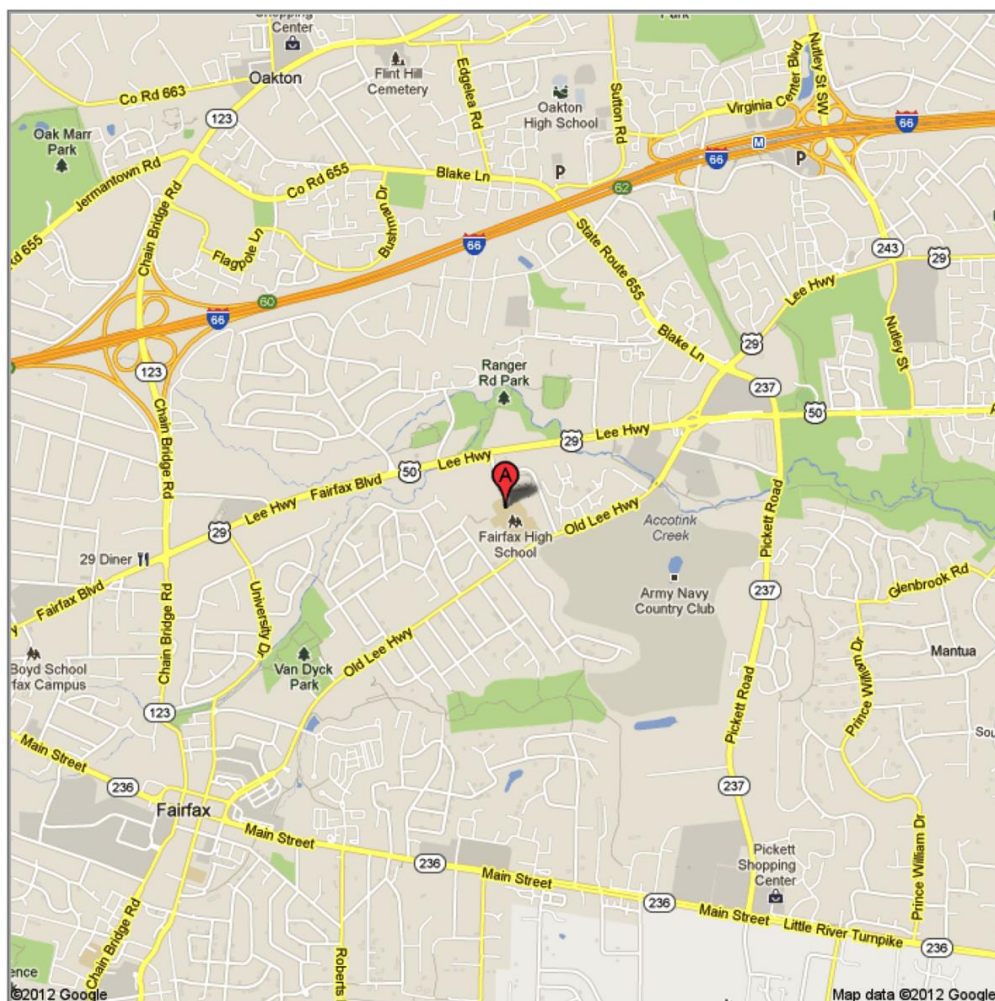 Shopping
Center
Oakton
Flint Hill
Cemetery
Edgelea Rd
Oakton
High School
Sutton Rd
Park
Virginia Center Blvd
Nutley St SW
Co Rd 663
123
66
66
M
P
P
Oak Marr
Park
Jermantown Rd
Co Rd 655
Blake Ln
62
Bushman Dr
Flagpole Ln
Chain Bridge Rd
Rd 655
66
State Route 655
243
29
Lee Hwy
60
66
Nutley St
29
Blake Ln
123
Ranger
Rd Park
237
50
Chain Bridge Rd
29
Lee Hwy
Lee Hwy
50
Fairfax Blvd
Lee Hwy
A
Pickett Road
29
Old Lee Hwy
Accotink
Creek
Fairfax High
School
29 Diner
Army Navy
Country Club
Glenbrook Rd
Fairfax Blvd
University Dr
237
Chain Bridge Rd
Old Lee Hwy
Boyd School
fax Campus
Van Dyck
Park
Prince William Dr
Mantua
Pickett Road
123
Sou
Main Street
236
237
Fairfax
Main Street
236
Main Street
Pickett
Shopping
Center
Prince William Dr
236
Main Street
Little River Turnpike
236
Chain Bridge Rd
Roberts
ence
©2012 Google
Map data ©2012 Google